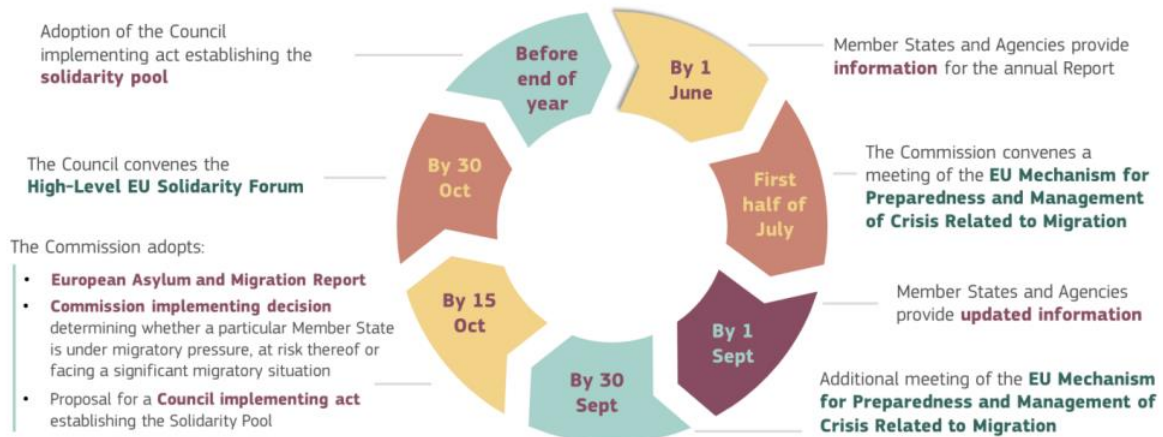 Before
end of
year
By 1
June
First
half of
July
By 1
Sept
By 30
Sept
By 15
Oct
By 30
Oct
Adoption of the Council
implementing act establishing the
solidarity pool
Member States and Agencies provide
information for the annual Report
The Commission convenes a
meeting of the EU Mechanism for
Preparedness and Management
of Crisis Related to Migration
Member States and Agencies
provide updated information
Additional meeting of the EU Mechanism
for Preparedness and Management of
Crisis Related to Migration
The Commission adopts:
• European Asylum and Migration Report
• Commission implementing decision
determining whether a particular Member State
is under migratory pressure, at risk thereof or
facing a significant migratory situation
• Proposal for a Council implementing act
establishing the Solidarity Pool
The Council convenes the
High-Level EU Solidarity Forum